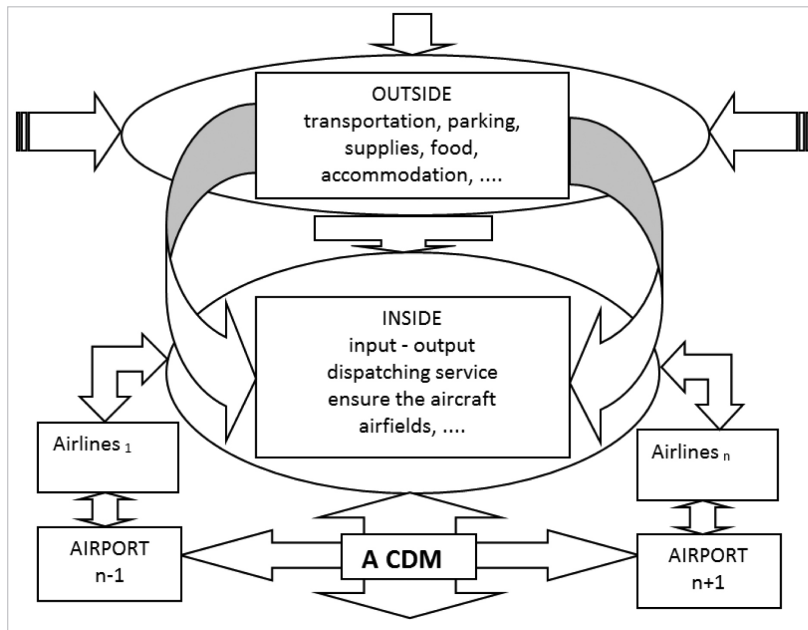 OUTSIDE
transportation, parking,
supplies, food,
accommodation, ....
INSIDE
input - output
dispatching service
ensure the aircraft
airfields, ....
Airlines 1
Airlines n
AIRPORT
n-1
A CDM
AIRPORT
n+1